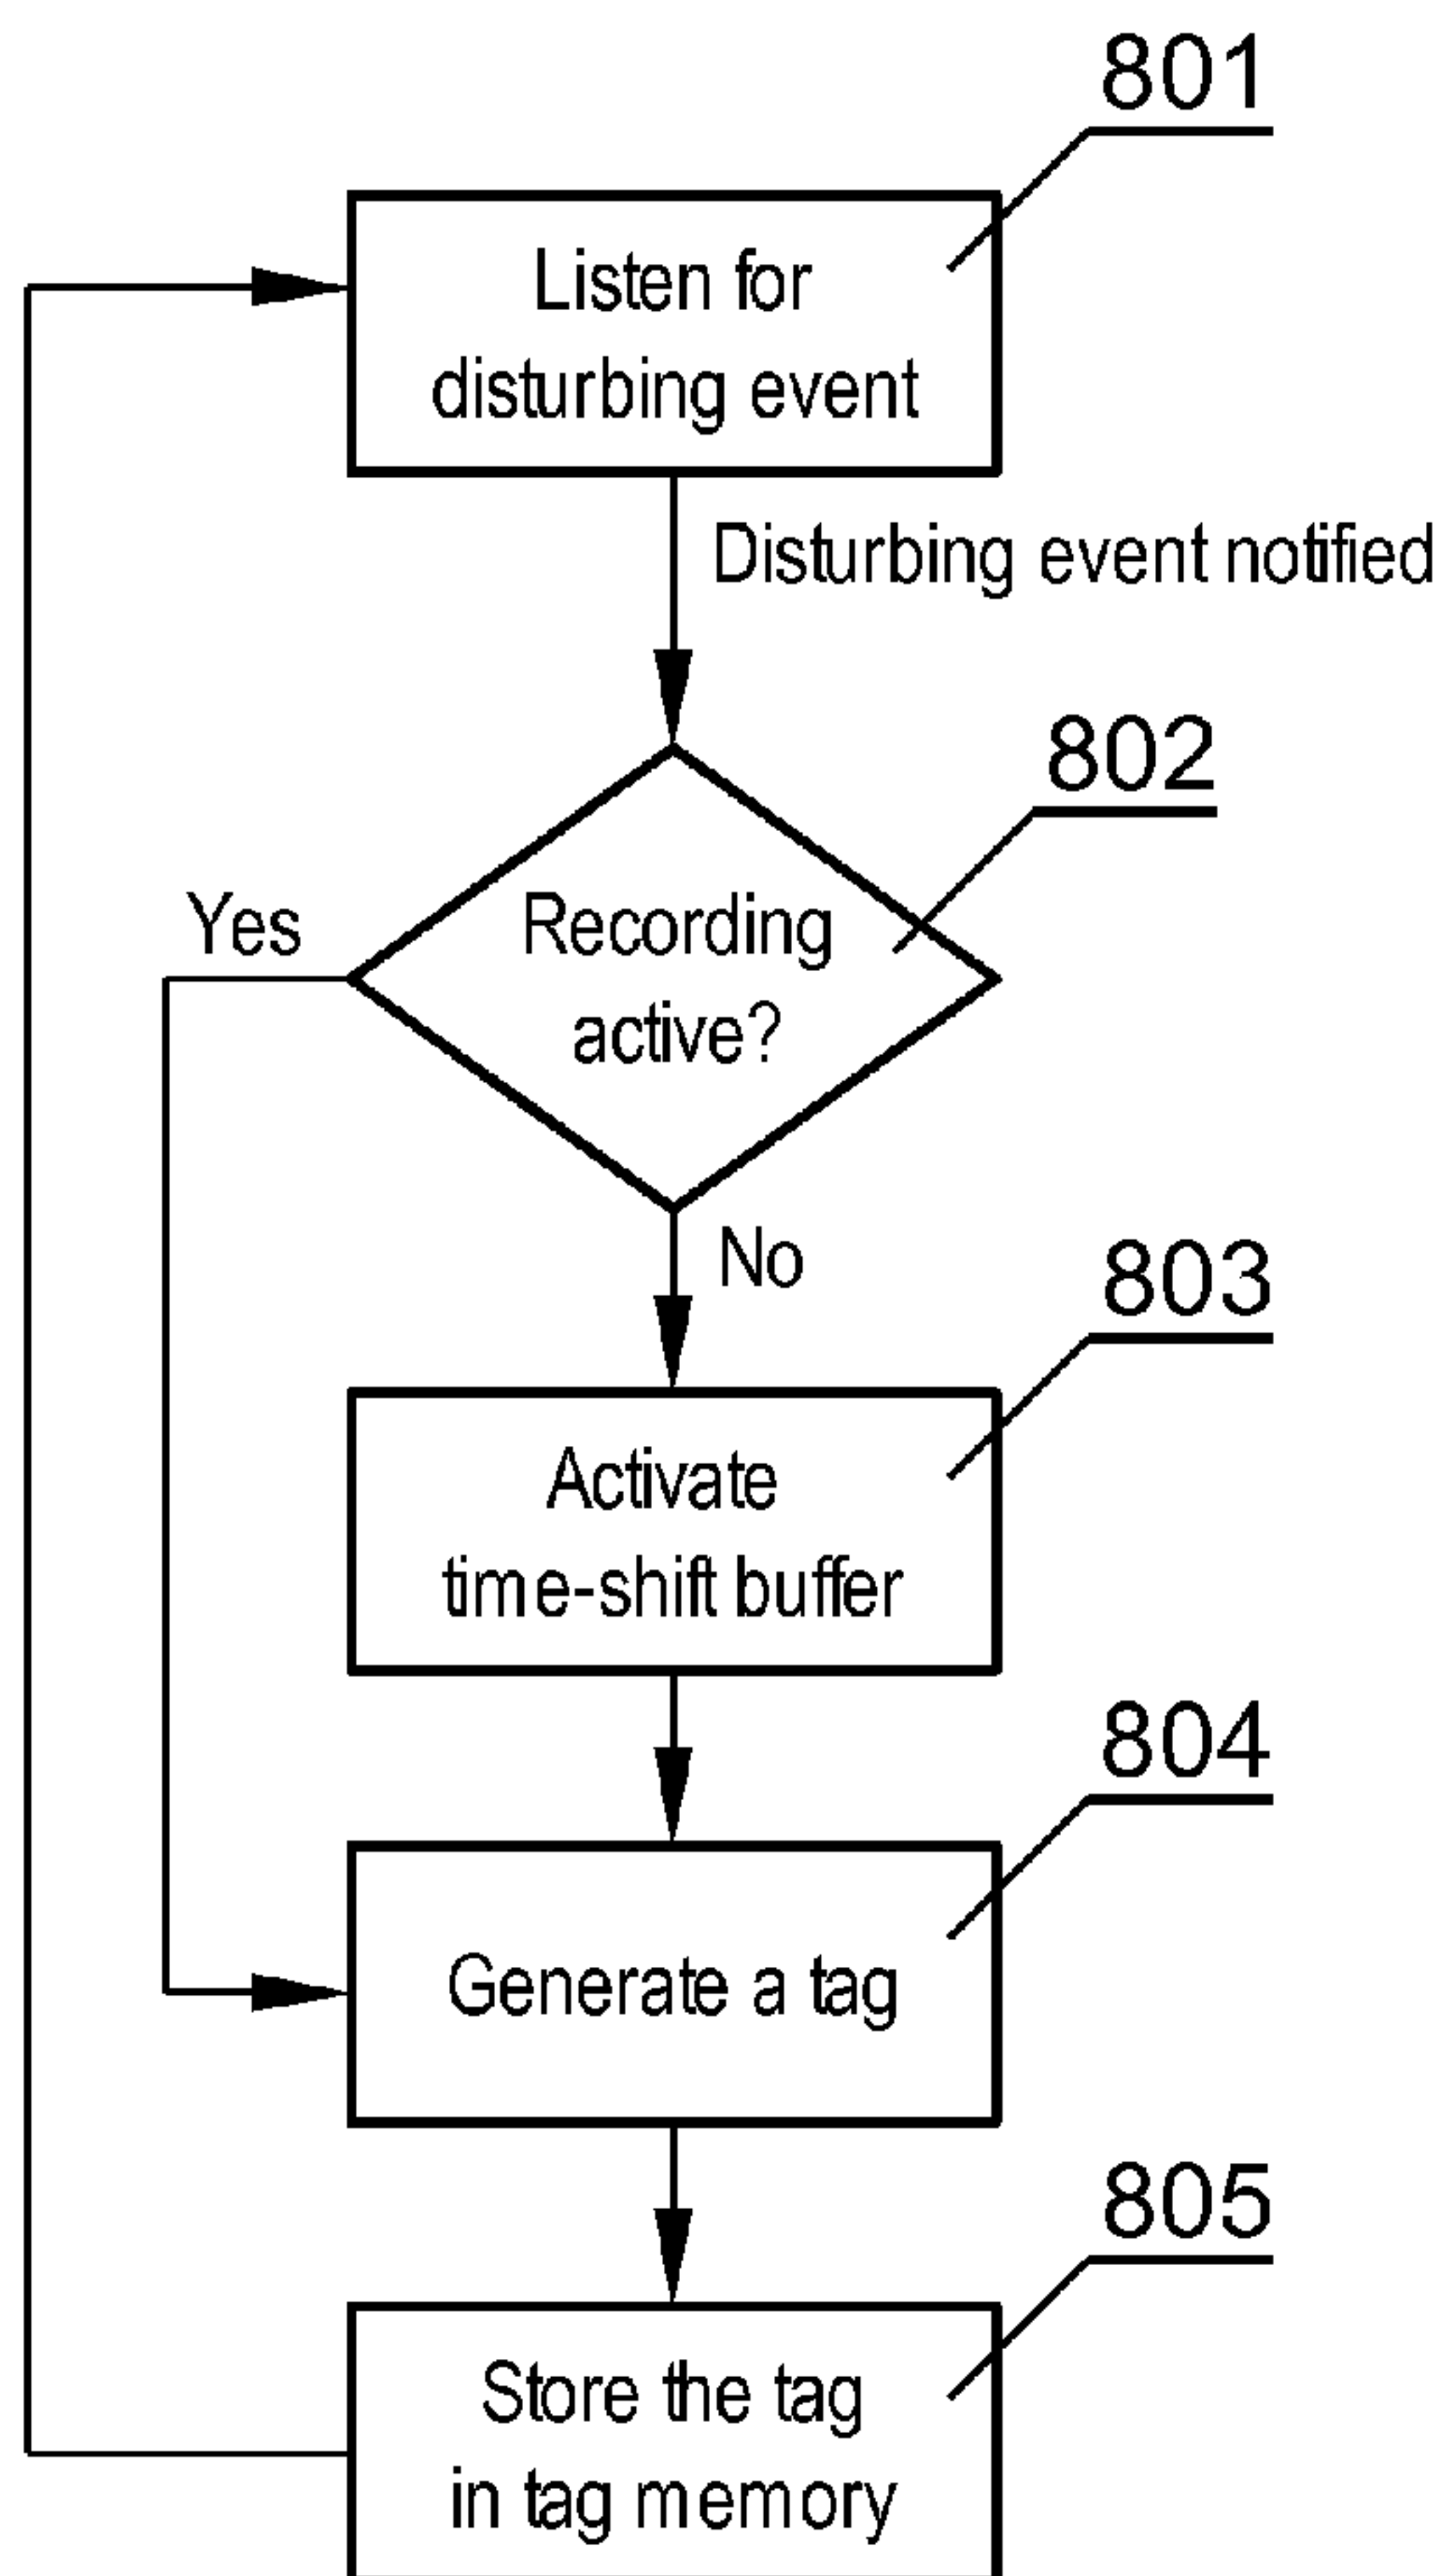 801
Listen for
disturbing event
Disturbing event notified
802
Yes
Recording
active?
No
803
Activate
time-shift buffer
804
Generate a tag
805
Store the tag
in tag memory